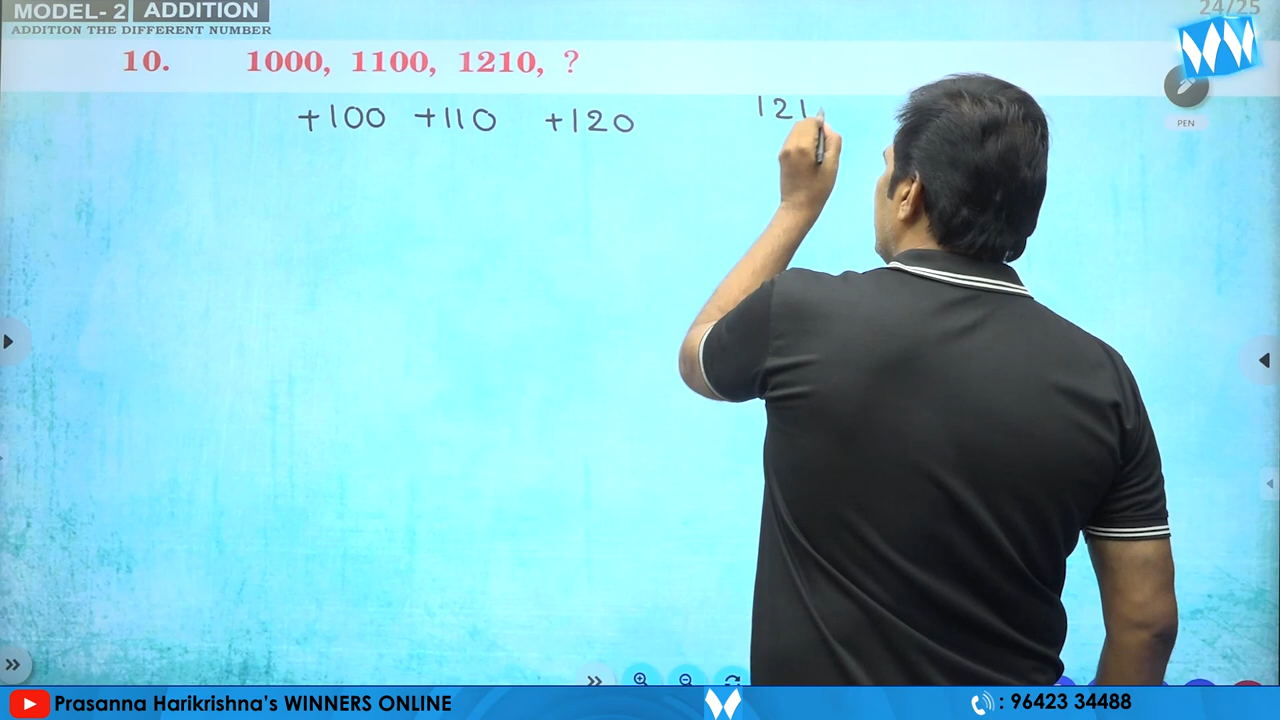 MODEL- 2 ADDITION
24/25
ADDITION THE DIFFERENT NUMBER
10. 1000, 1100, 1210, ?
+100 +110 +120 121
PEN
Prasanna Harikrishna's WINNERS ONLINE
: 96423 34488